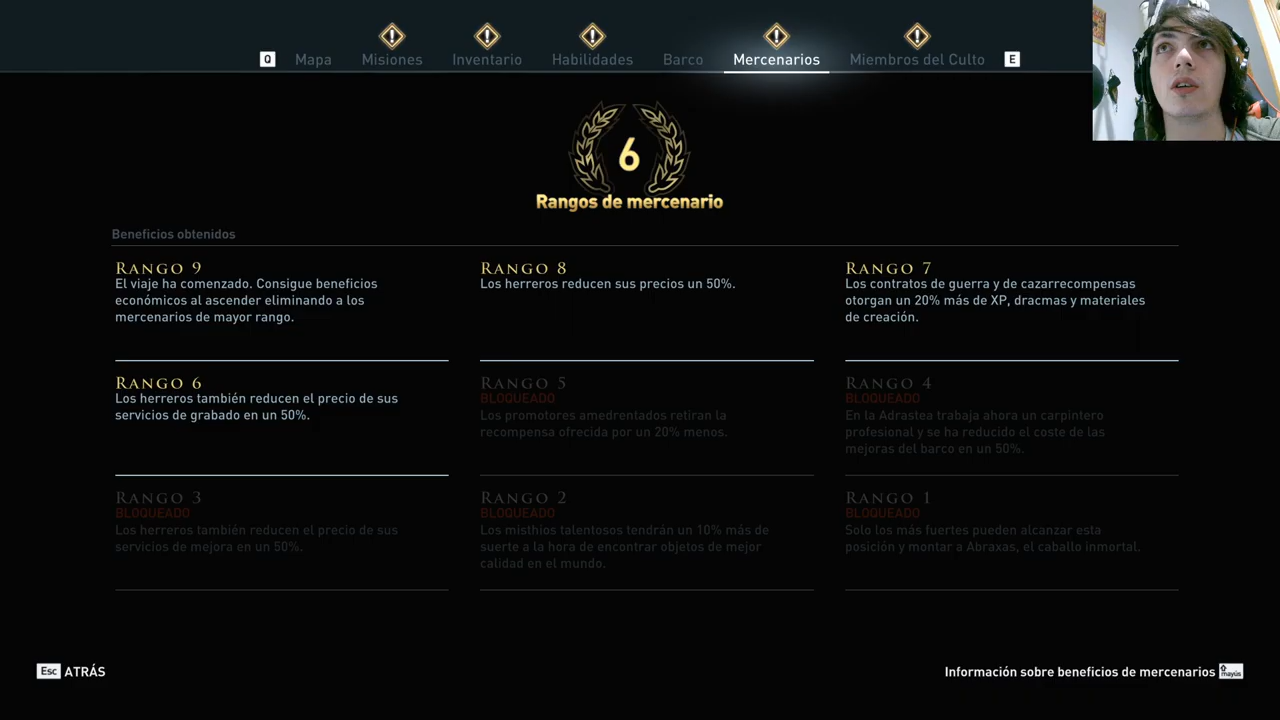 Q Mapa Misiones Inventario Habilidades Barco Mercenarios Miembros del Culto E
6
Rangos de mercenario
Beneficios obtenidos
RANGO 9
El viaje ha comenzado. Consigue beneficios
económicos al ascender eliminando a los
mercenarios de mayor rango.
RANGO 8
Los herreros reducen sus precios un 50%.
RANGO 7
Los contratos de guerra y de cazarrecompensas
otorgan un 20% más de XP, dracmas y materiales
de creación.
RANGO 6
Los herreros también reducen el precio de sus
servicios de grabado en un 50%.
RANGO 5
BLOQUEADO
Los promotores amedrentados retiran la
recompensa ofrecida por un 20% menos.
RANGO 4
BLOQUEADO
En la Adrastea trabaja ahora un carpintero
profesional y se ha reducido el coste de las
mejoras del barco en un 50%.
RANGO 3
BLOQUEADO
Los herreros también reducen el precio de sus
servicios de mejora en un 50%.
RANGO 2
BLOQUEADO
Los misthios talentosos tendrán un 10% más de
suerte a la hora de encontrar objetos de mejor
calidad en el mundo.
RANGO 1
BLOQUEADO
Solo los más fuertes pueden alcanzar esta
posición y montar a Abraxas, el caballo inmortal.
Esc ATRÁS
Información sobre beneficios de mercenarios mayús